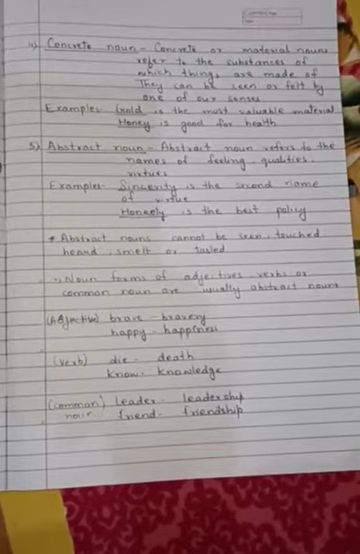 4) Concrete noun - Concrete or material nouns
refer to the substances of
which things are made of
They can be seen or felt by
one of our senses
Examples- Gold is the most valuable material
Honey is good for health
5) Abstract noun - Abstract noun refers to the
names of feeling, qualities,
virtues
Examples- Sincerity is the second name
of virtue
Honesty is the best policy
* Abstract nouns cannot be seen, touched
heard, smelt or tasted
Noun forms of adjectives, verbs or
common noun are usually abstract nouns
(Adjective) brave - bravery
happy - happiness
(verb) die - death
know - knowledge
(common) leader - leadership
noun friend - friendship